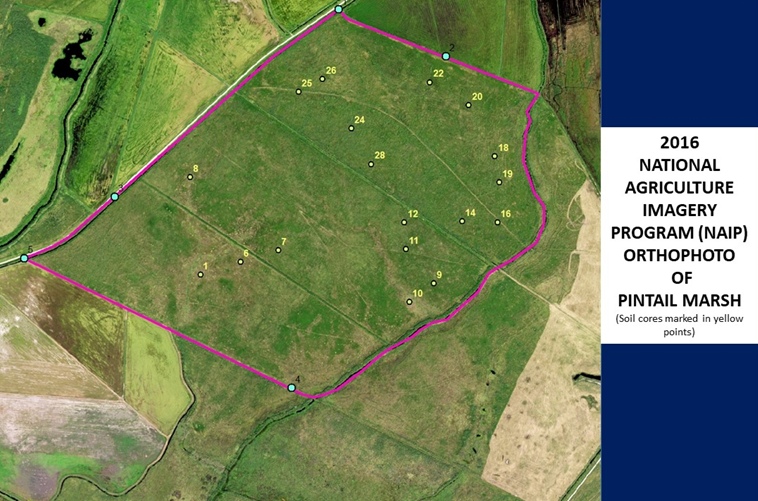 2
26
25
22
20
24
28
18
8
19
3
12
14
16
11
7
5
6
1
9
10
4
2016
NATIONAL
AGRICULTURE
IMAGERY
PROGRAM (NAIP)
ORTHOPHOTO
OF
PINTAIL MARSH
(Soil cores marked in yellow
points)